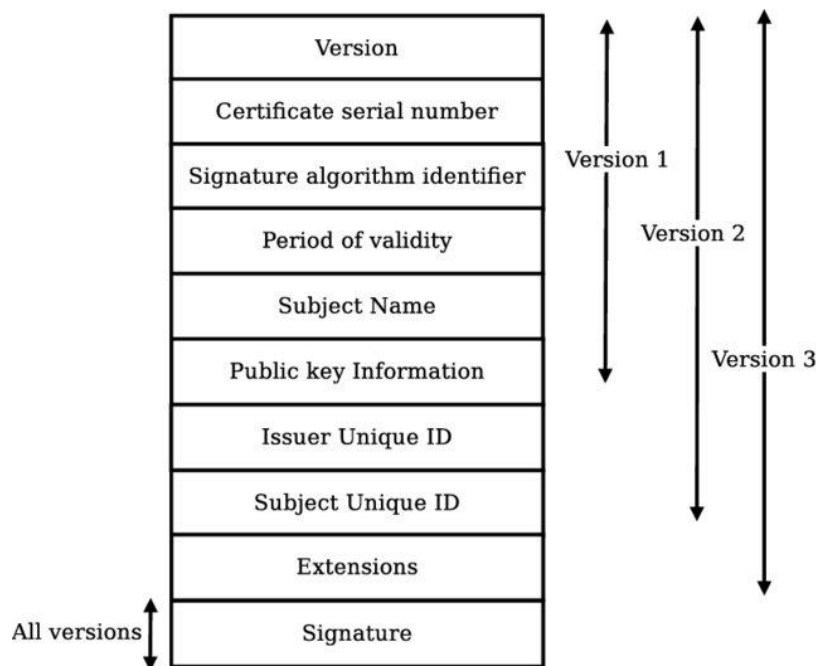 Version
Certificate serial number
Signature algorithm identifier
Period of validity
Subject Name
Public key Information
Issuer Unique ID
Subject Unique ID
Extensions
Signature
Version 1
Version 2
Version 3
All versions